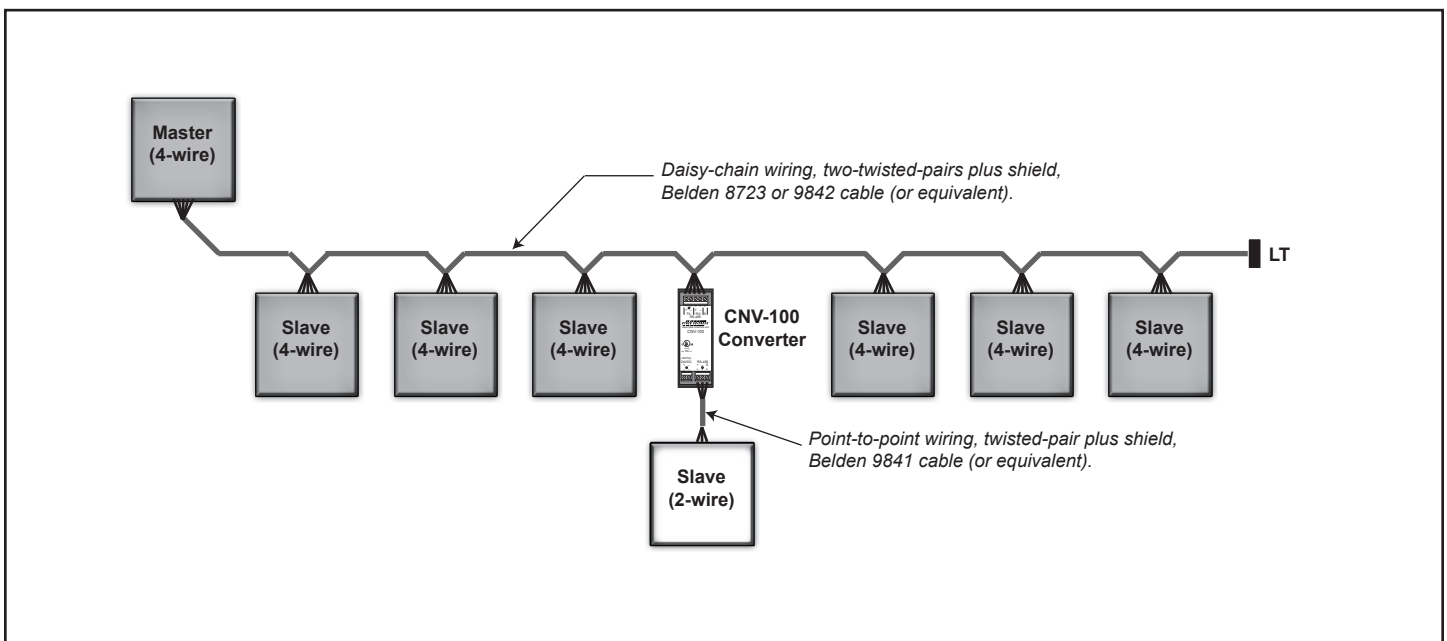 Master
(4-wire)
Daisy-chain wiring, two-twisted-pairs plus shield,
Belden 8723 or 9842 cable (or equivalent).
LT
Slave
(4-wire)
Slave
(4-wire)
Slave
(4-wire)
CNV-100
Converter
Slave
(4-wire)
Slave
(4-wire)
Slave
(4-wire)
CNV-100
Point-to-point wiring, twisted-pair plus shield,
Belden 9841 cable (or equivalent).
Slave
(2-wire)